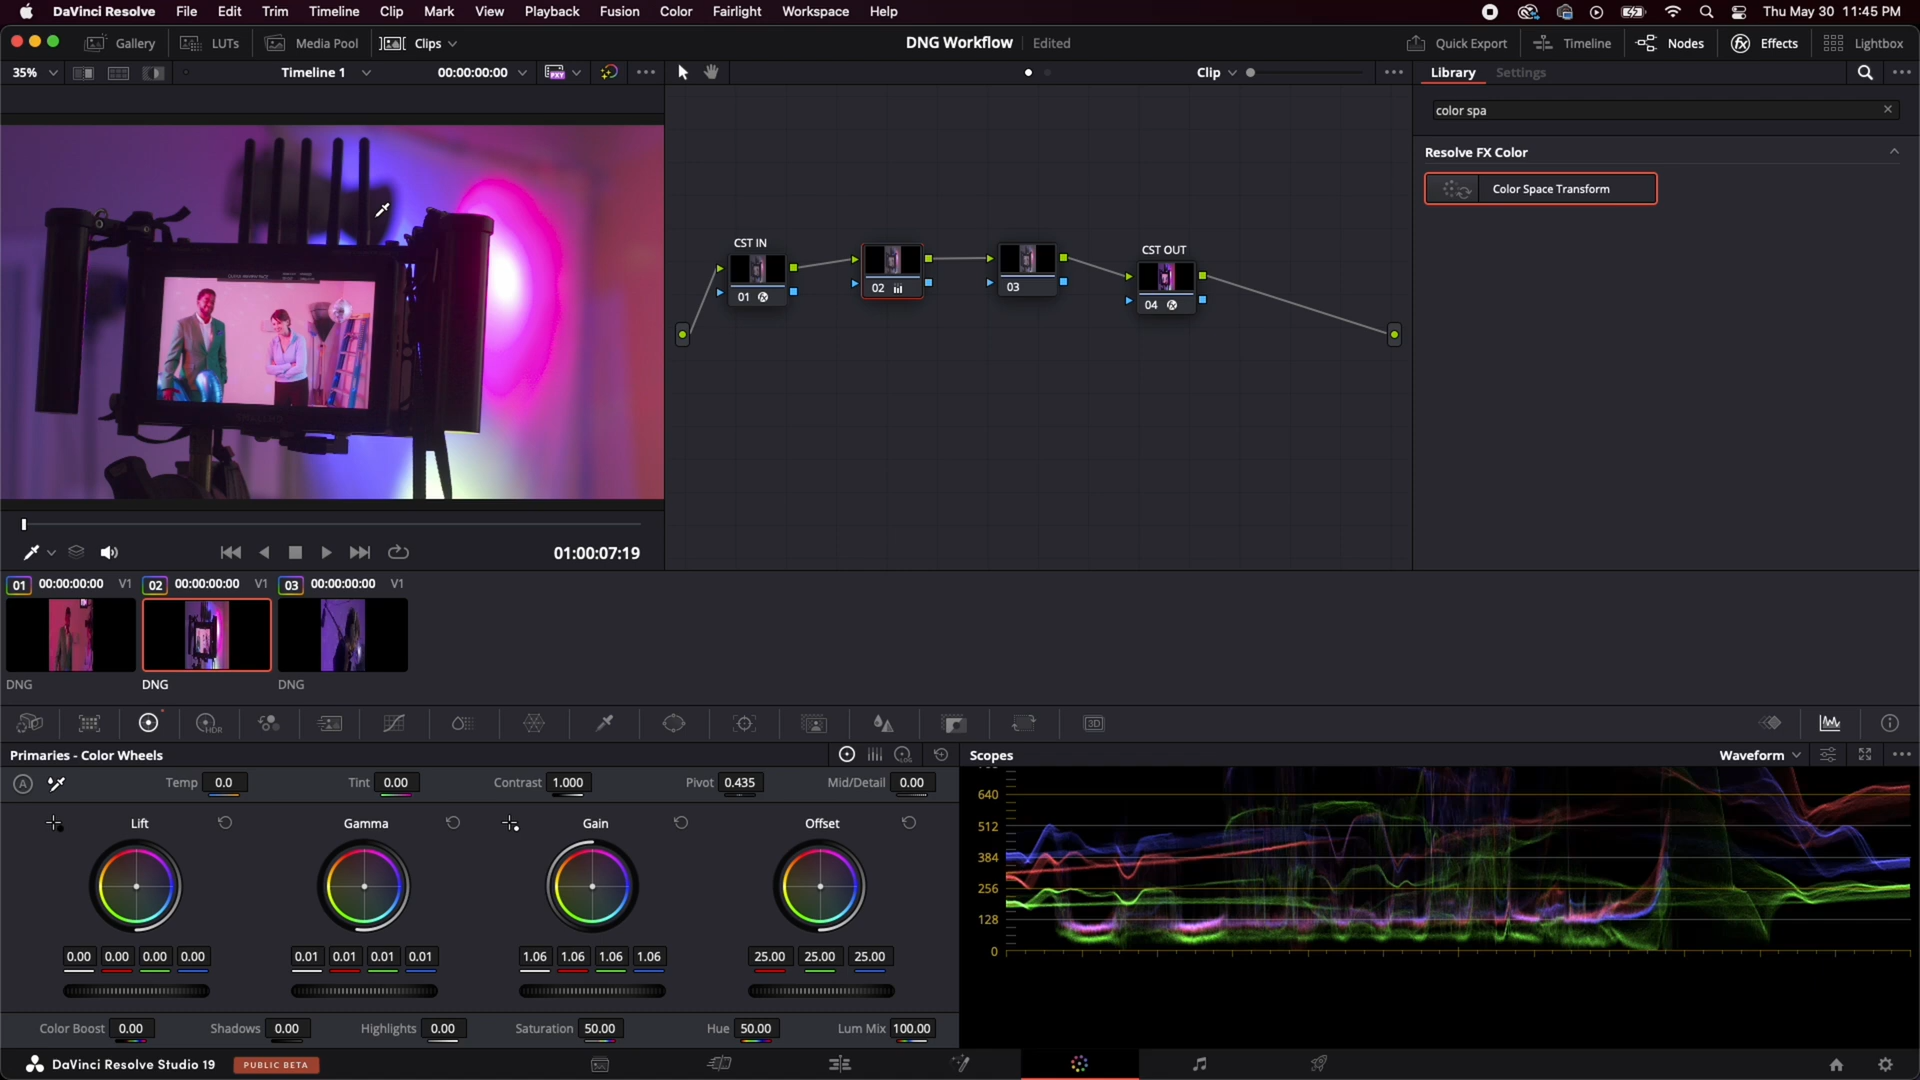 DaVinci Resolve File Edit Trim Timeline Clip Mark View Playback Fusion Color Fairlight Workspace Help Thu May 30 11:45 PM
Gallery LUTs Media Pool Clips DNG Workflow Edited Quick Export Timeline Nodes Effects Lightbox
35% Timeline 1 00:00:00:00 PXY Clip Library Settings
color spa
Resolve FX Color
Color Space Transform
CST IN CST OUT
01 02 03 04
01:00:07:19
01 00:00:00:00 V1 02 00:00:00:00 V1 03 00:00:00:00 V1
DNG DNG DNG
HDR 3D
Primaries - Color Wheels Scopes Waveform
A Temp 0.0 Tint 0.00 Contrast 1.000 Pivot 0.435 Mid/Detail 0.00
640
Lift Gamma Gain Offset
512
384
256
128
0
0.00 0.00 0.00 0.00 0.01 0.01 0.01 0.01 1.06 1.06 1.06 1.06 25.00 25.00 25.00
Color Boost 0.00 Shadows 0.00 Highlights 0.00 Saturation 50.00 Hue 50.00 Lum Mix 100.00
DaVinci Resolve Studio 19 PUBLIC BETA